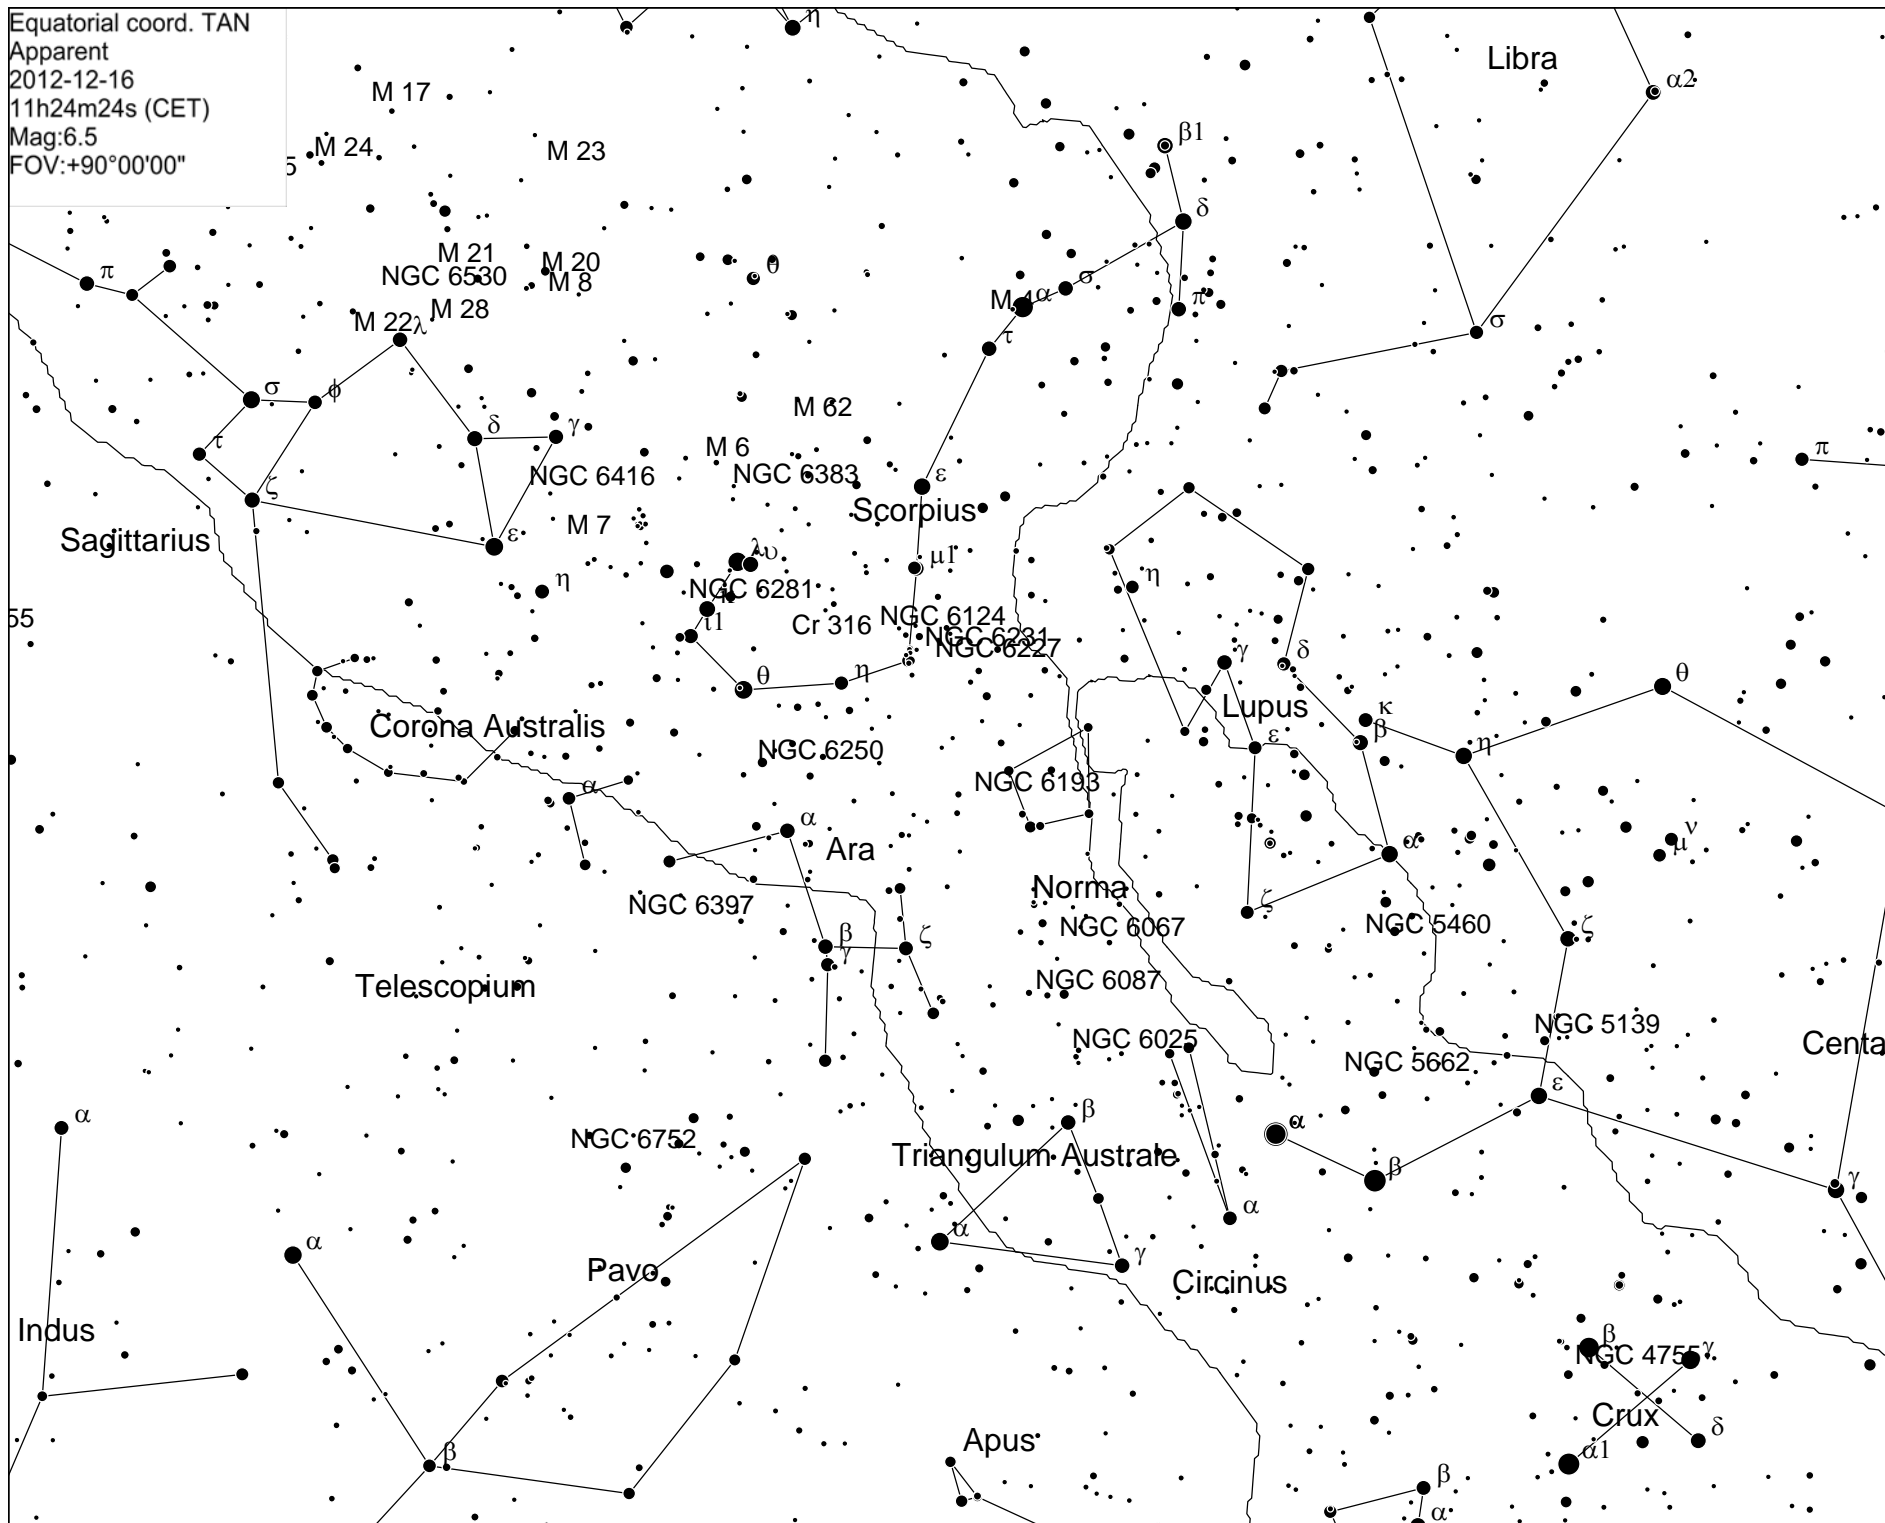 Equatorial coord. TAN
Apparent
2012-12-16
11h24m24s (CET)
Mag:6.5
FOV:+90°00'00"
η
Libra
α2
M 17
M 24
M 23
5
β1
δ
M 21
M 20
NGC 6530
M 8
θ
σ
π
M 4
α
π
M 28
M 22
λ
τ
σ
σ
φ
M 62
δ
γ
τ
M 6
π
NGC 6416
NGC 6383
ε
ζ
Scorpius
M 7
Sagittarius
ε
λ
υ
μ1
η
η
NGC 6281
κ
55
ι1
Cr 316
NGC 6124
NGC 6231
NGC 6227
γ
δ
θ
η
θ
Lupus
κ
Corona Australis
β
ε
η
NGC 6250
NGC 6193
α
α
Ara
ν
μ
α
Norma
NGC 6397
ζ
NGC 6067
NGC 5460
β
ζ
ζ
γ
Telescopium
NGC 6087
NGC 5139
NGC 6025
Centa
NGC 5662
ε
α
β
α
NGC 6752
Triangulum Australe
β
γ
α
α
α
γ
Pavo
Circinus
Indus
β
NGC 4755
γ
Crux
δ
Apus
β
α1
β
α